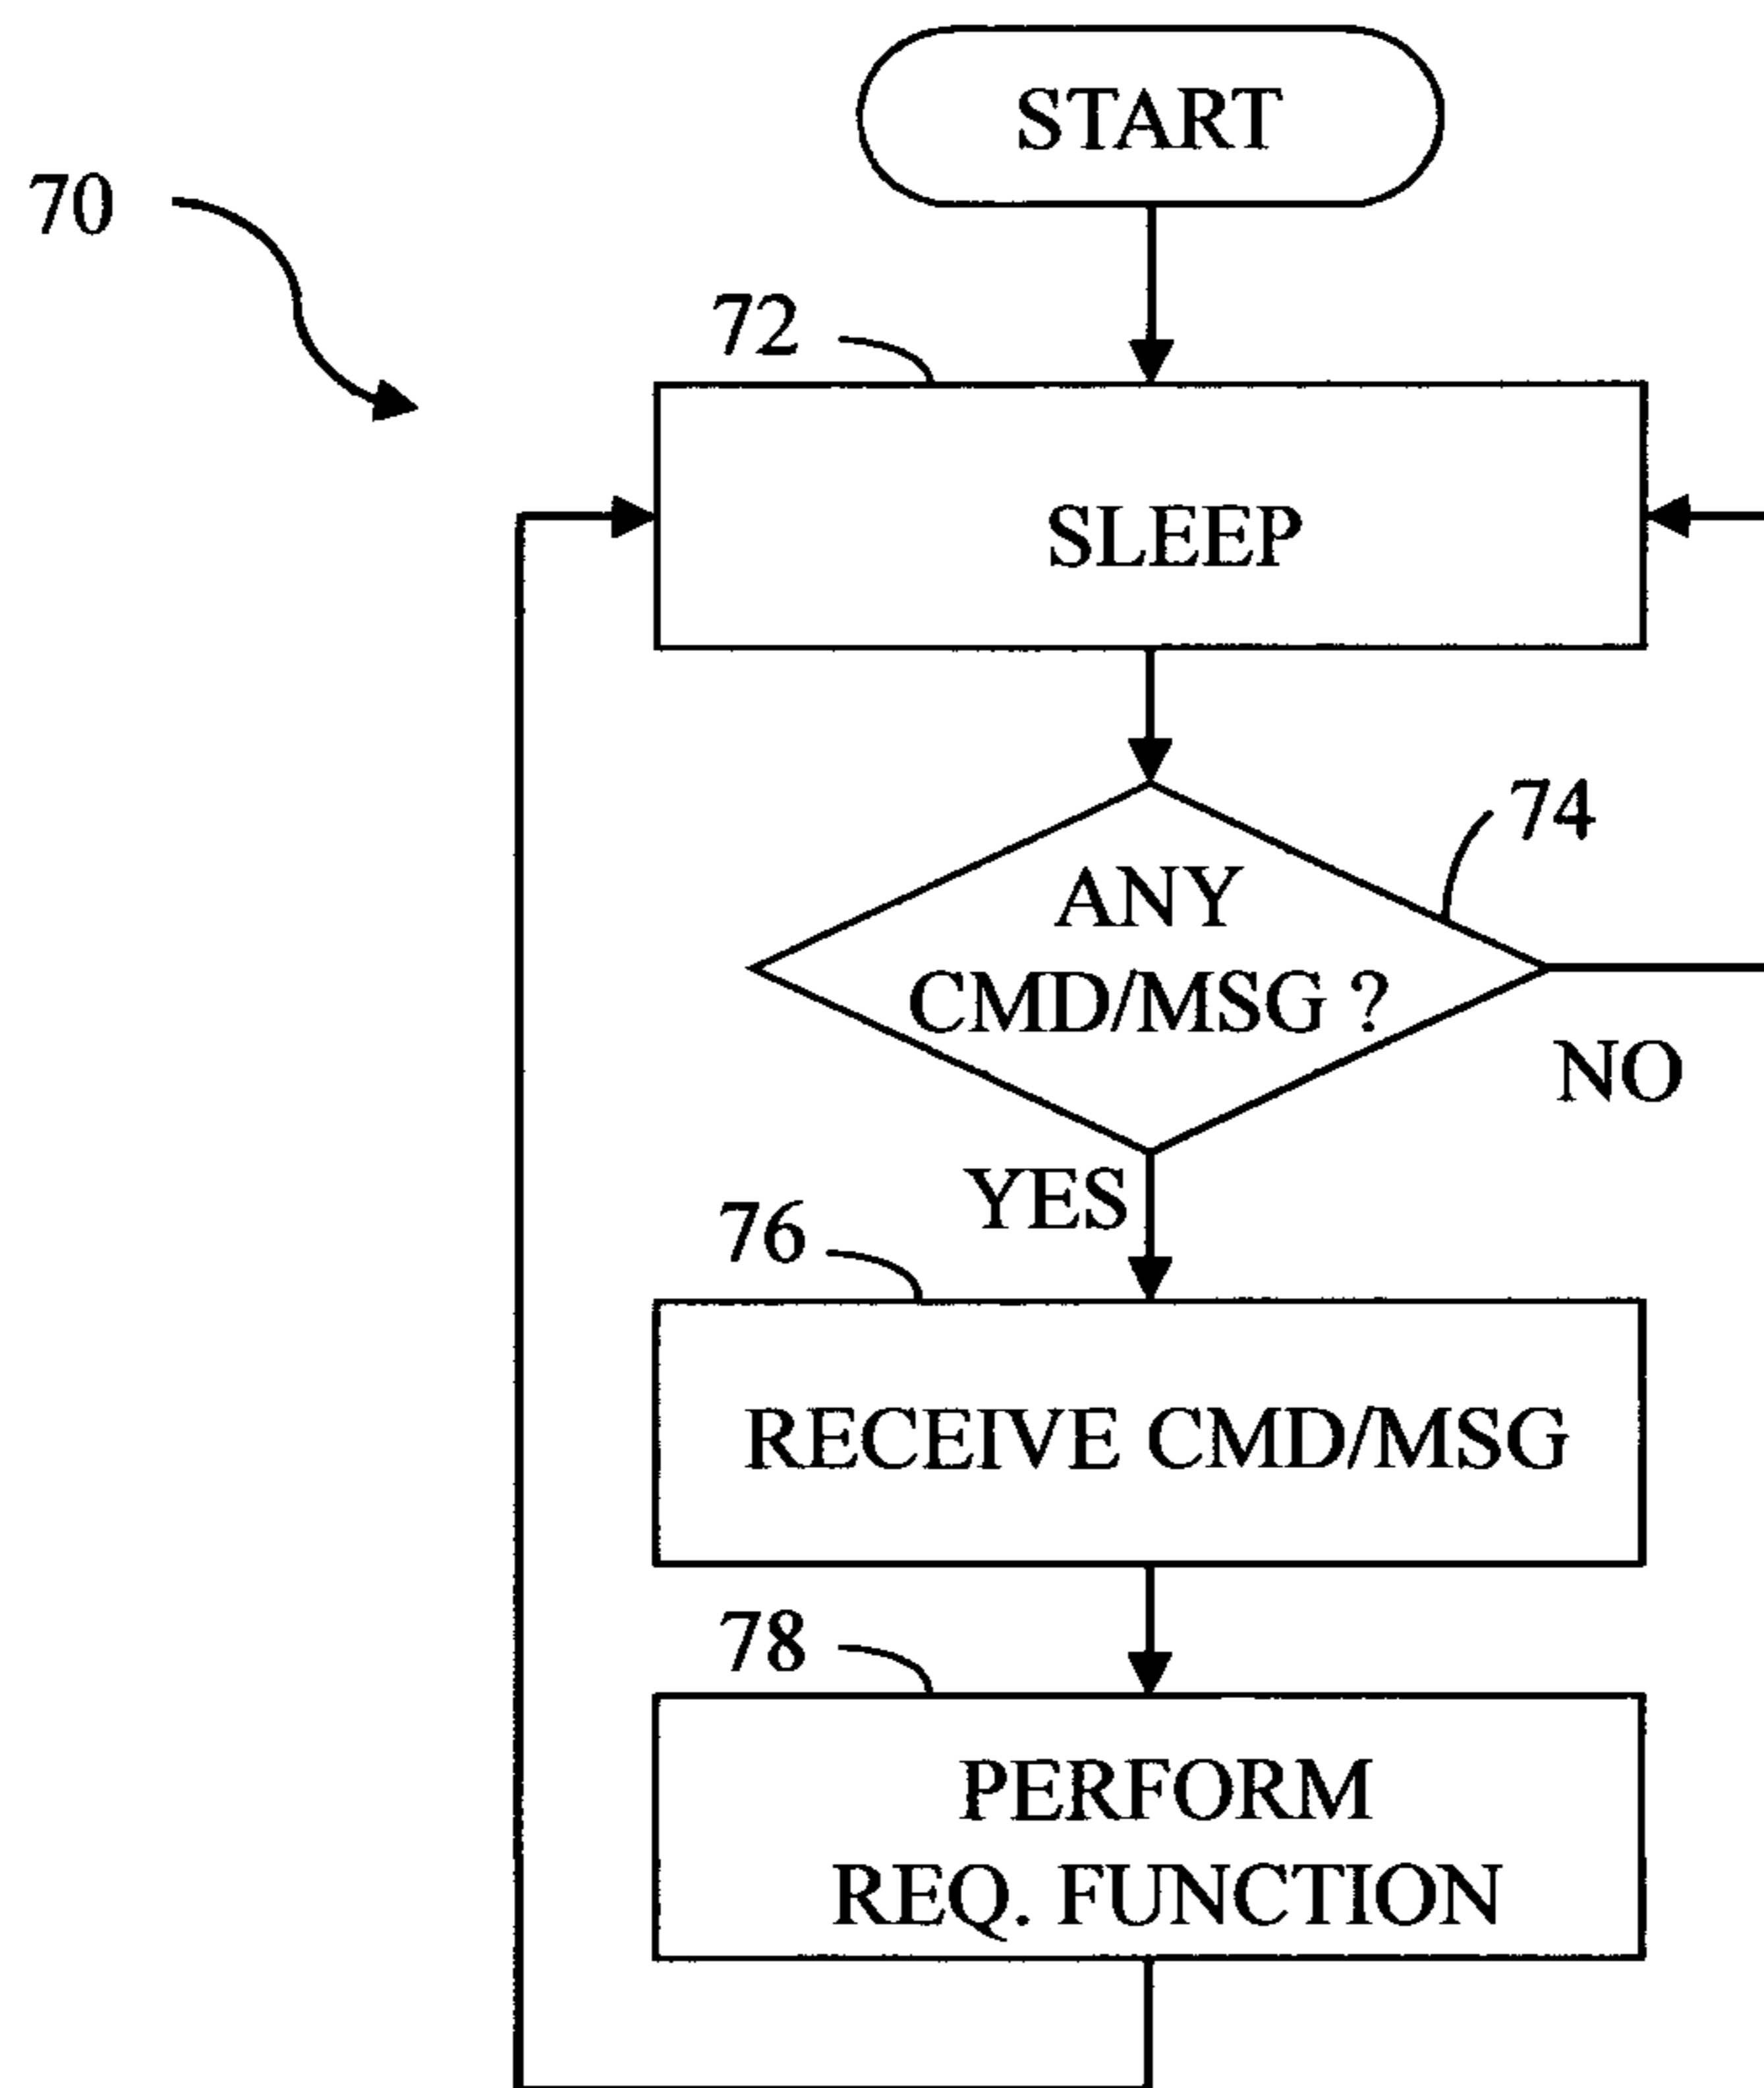 START
70
72
SLEEP
74
ANY
CMD/MSG ?
NO
YES
76
RECEIVE CMD/MSG
78
PERFORM
REQ. FUNCTION